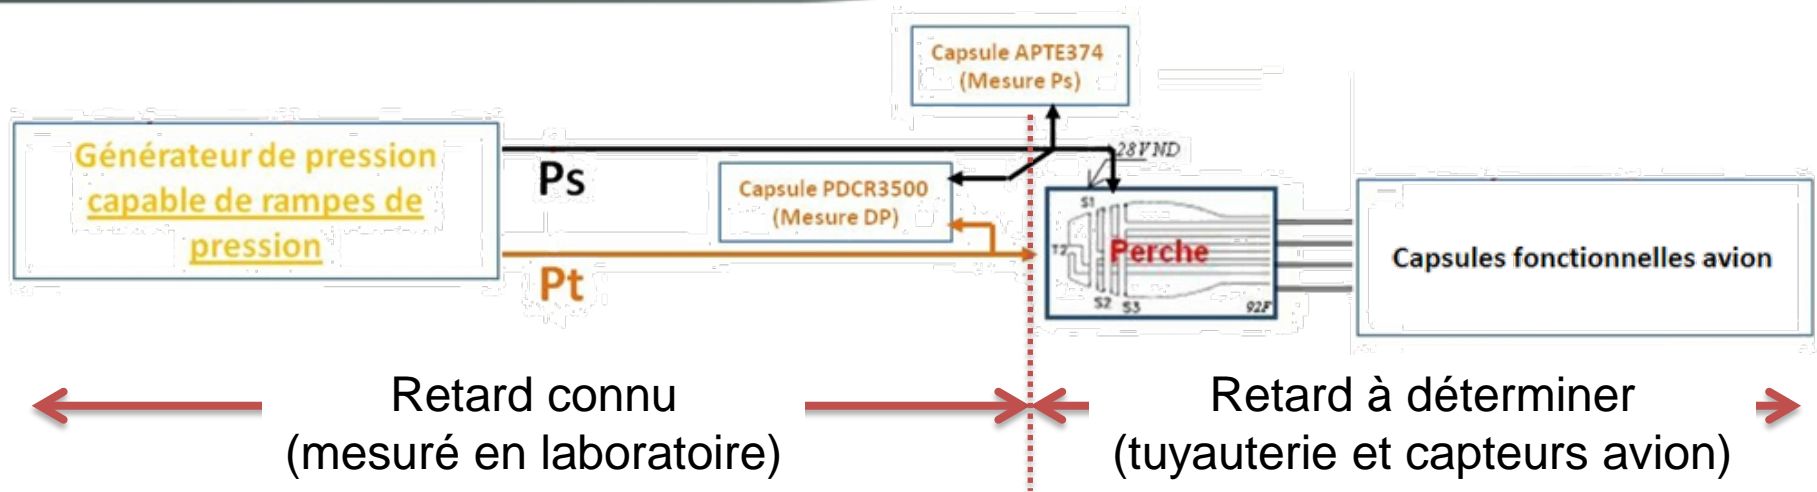 Générateur de pression
capable de rampes de
pression
Ps
Pt
Capsule APTE374
(Mesure Ps)
Capsule PDCR3500
(Mesure DP)
28VND
S1
T2
Perche
S2
S3
92F
Capsules fonctionnelles avion
Retard connu
(mesuré en laboratoire)
Retard à déterminer
(tuyauterie et capteurs avion)